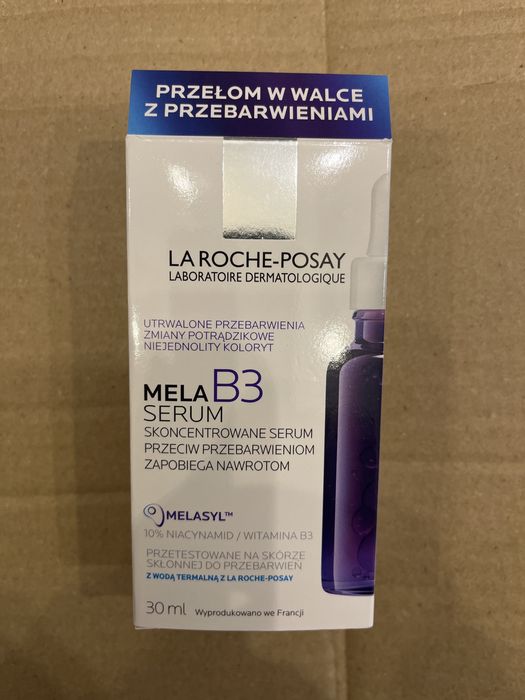 PRZEŁOM W WALCE
Z PRZEBARWIENIAMI
LA ROCHE-POSAY
LABORATOIRE DERMATOLOGIQUE
UTRWALONE PRZEBARWIENIA
ZMIANY POTRĄDZIKOWE
NIEJEDNOLITY KOLORYT
MELA B3
SERUM
SKONCENTROWANE SERUM
PRZECIW PRZEBARWIENIOM
ZAPOBIEGA NAWROTOM
MELASYL™
10% NIACYNAMID / WITAMINA B3
PRZETESTOWANE NA SKÓRZE
SKŁONNEJ DO PRZEBARWIEŃ
Z WODĄ TERMALNĄ Z LA ROCHE-POSAY
30 ml Wyprodukowano we Francji